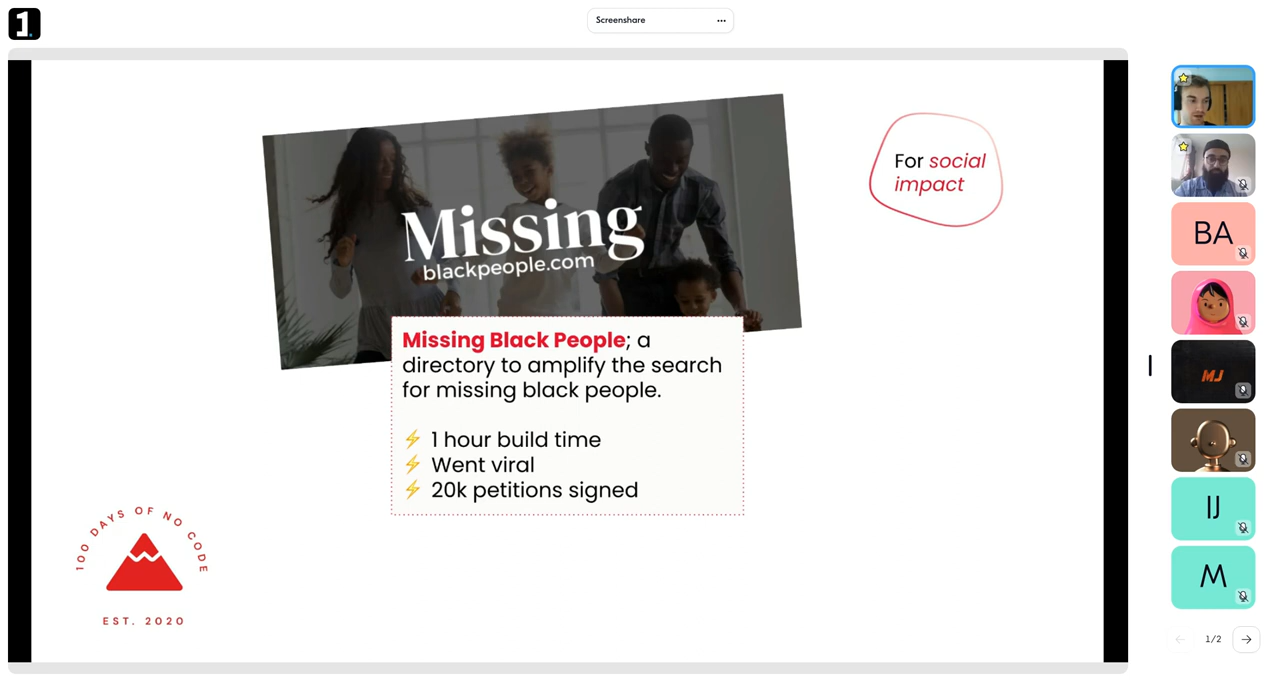 1.
Screenshare
Missing
blackpeople.com
For social
impact
Missing Black People; a
directory to amplify the search
for missing black people.
⚡ 1 hour build time
⚡ Went viral
⚡ 20k petitions signed
100 DAYS OF NO CODE
EST. 2020
BA
MJ
IJ
M
1/2